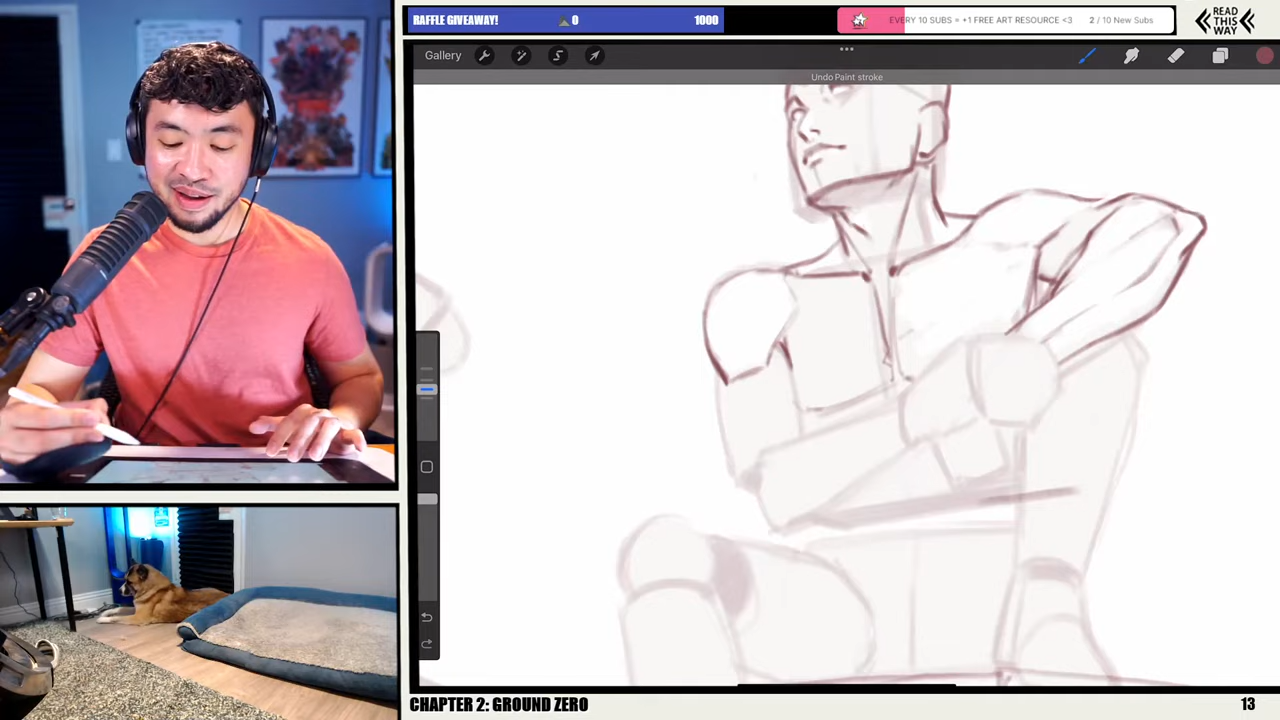 RAFFLE GIVEAWAY! 0 1000
EVERY 10 SUBS = +1 FREE ART RESOURCE <3 2 / 10 New Subs
READ
THIS
WAY
Gallery
Undo Paint stroke
CHAPTER 2: GROUND ZERO
13